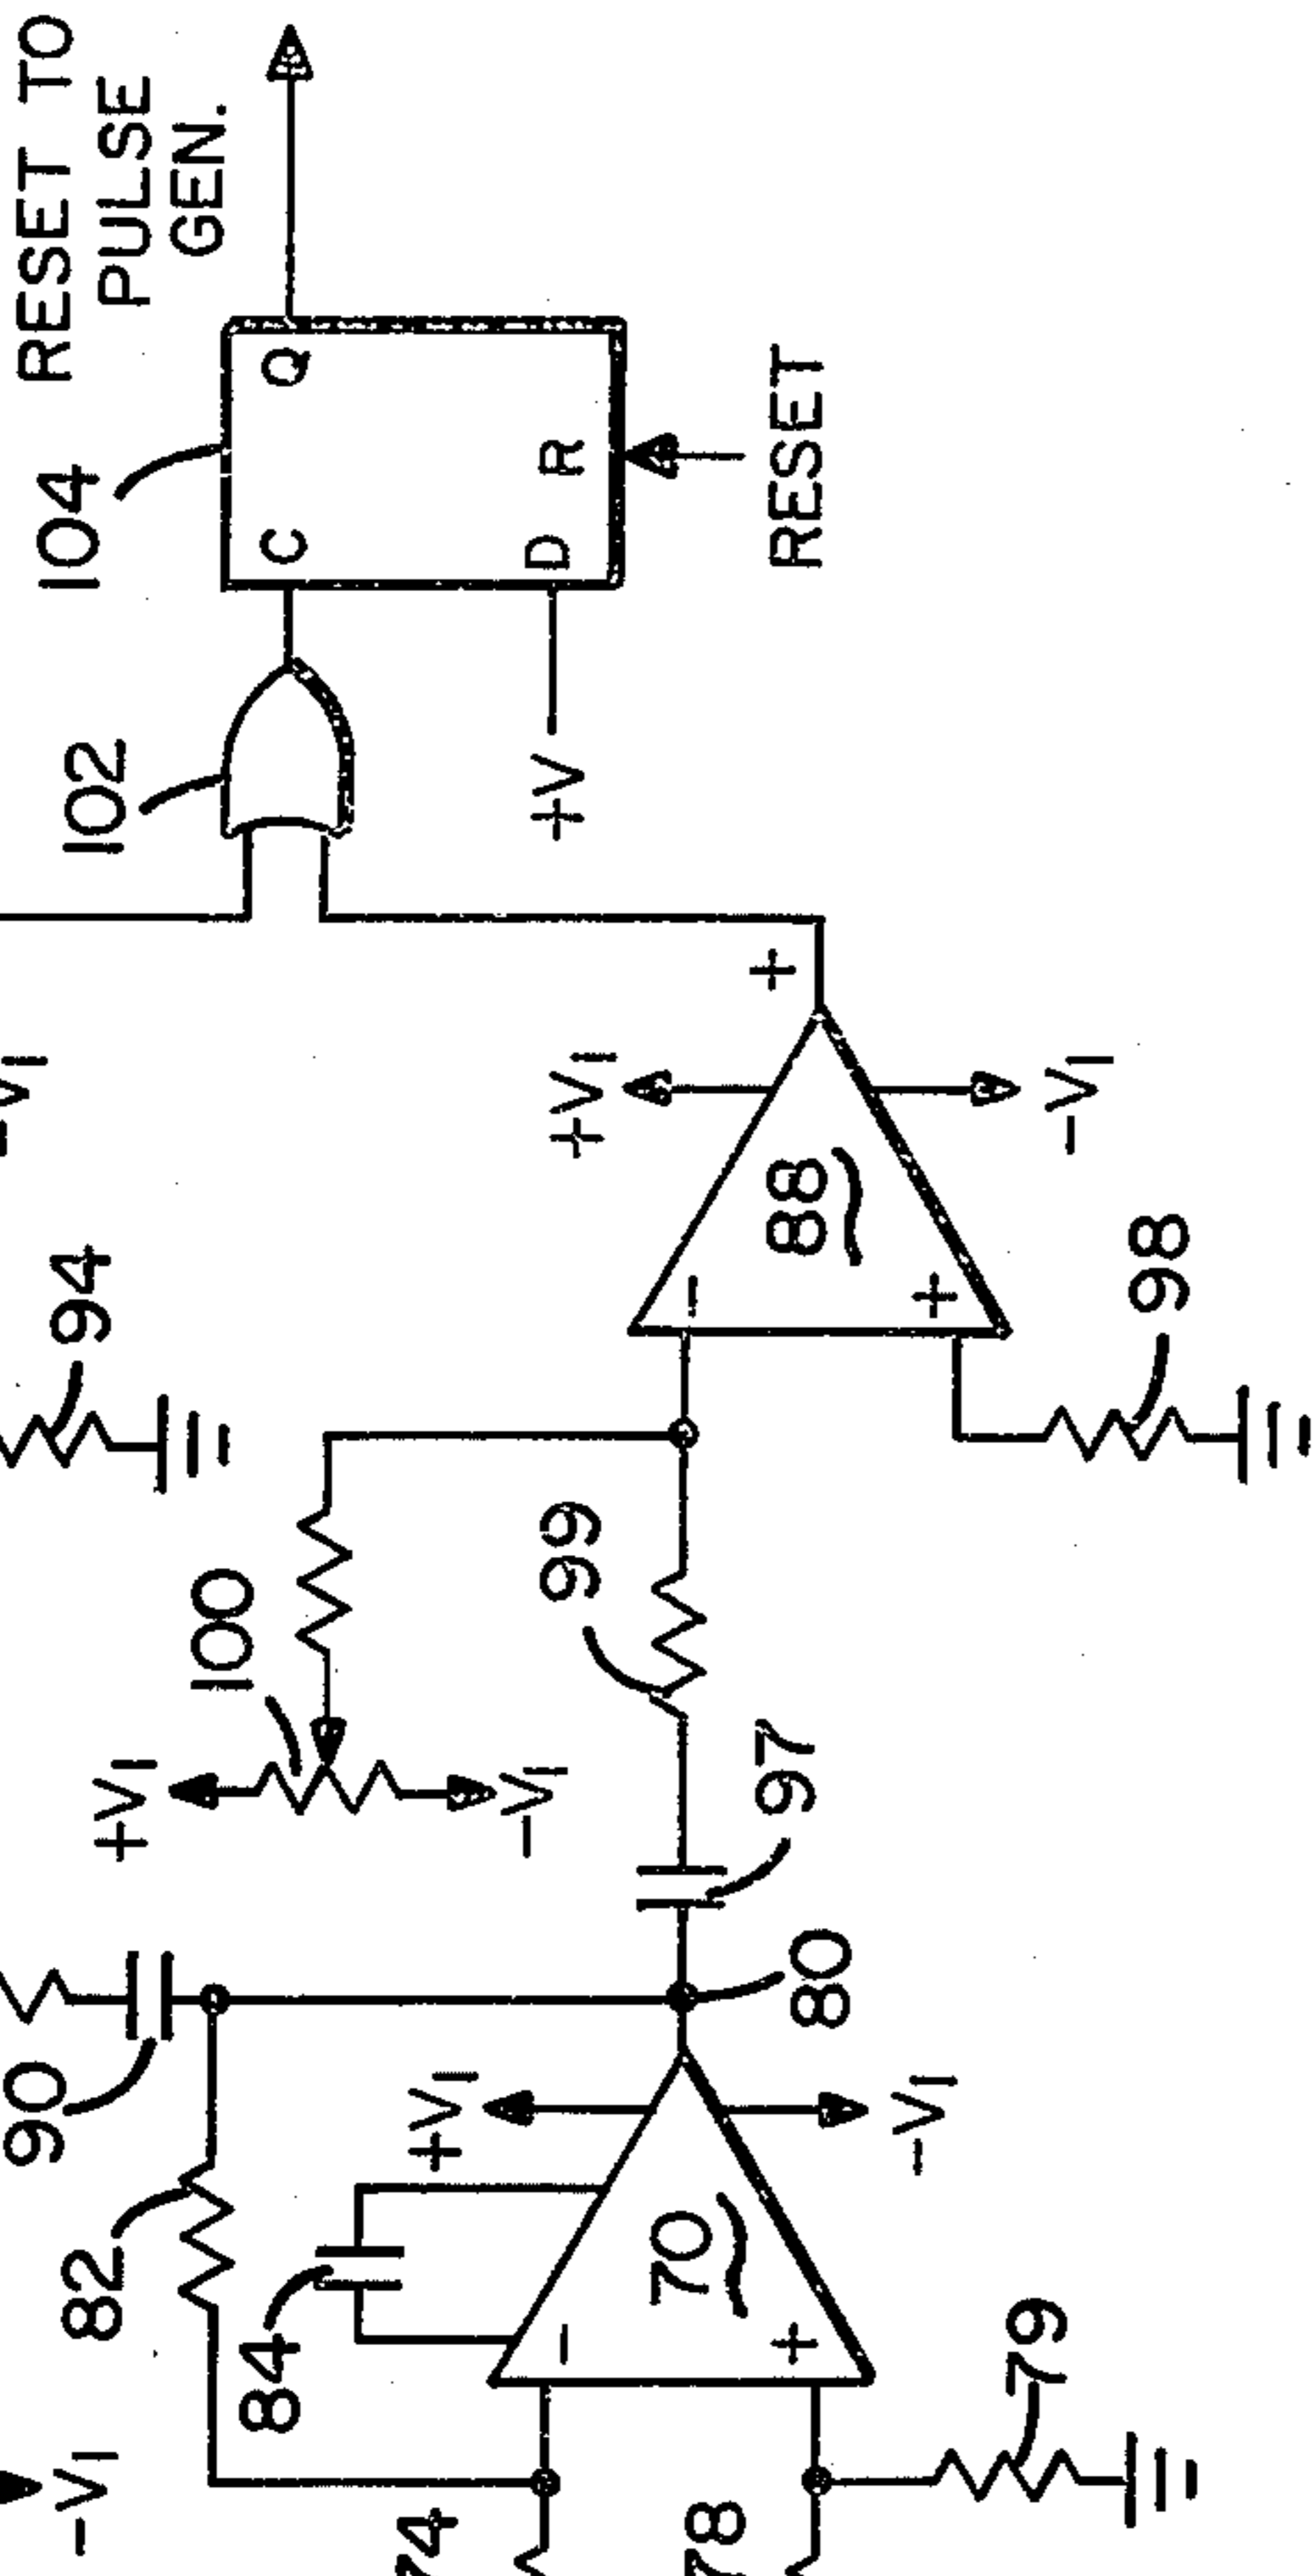 RESET TO
PULSE
GEN.
104
C
Q
D
R
RESET
102
+V
-V1
94
+
+V1
88
-
+
-V1
98
100
+V1
-V1
99
97
90
80
82
84
+V1
70
-
+
-V1
79
-V1
74
78